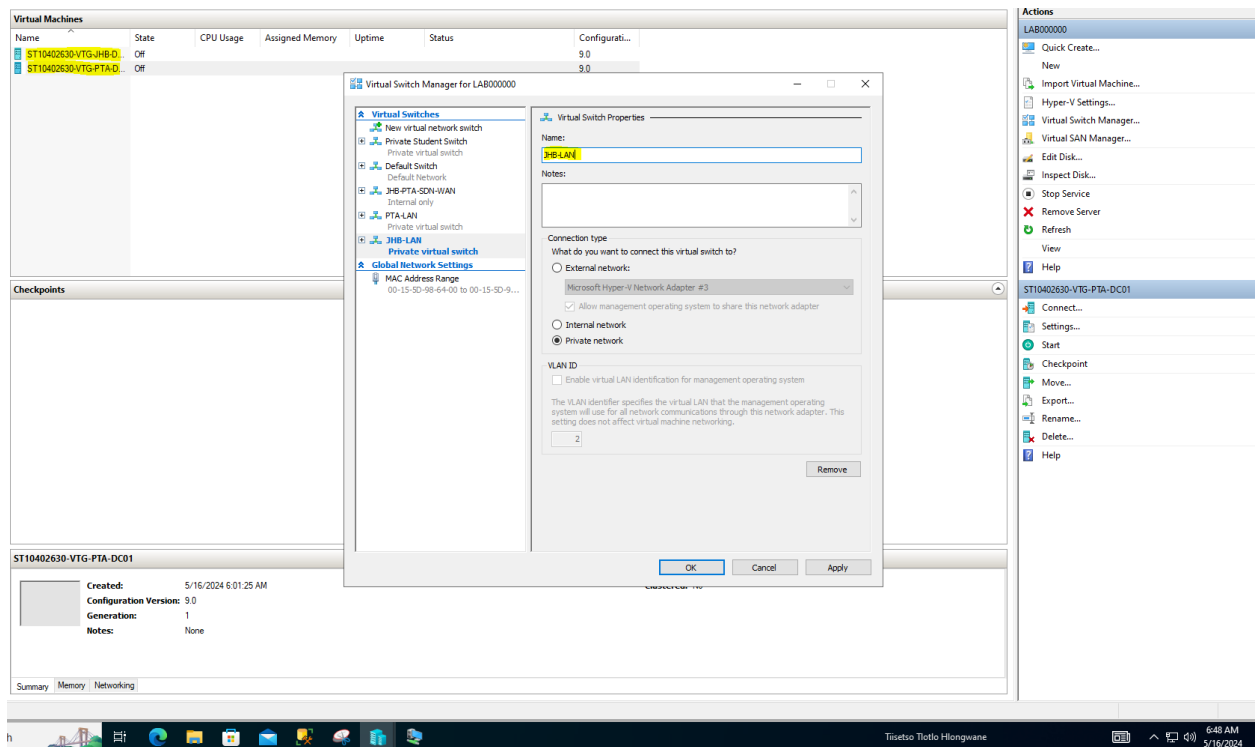 Virtual Machines
Name State CPU Usage Assigned Memory Uptime Status Configurati...
ST10402630-VTG-JHB-D... Off 9.0
ST10402630-VTG-PTA-D... Off 9.0
Virtual Switch Manager for LAB000000
Virtual Switches
New virtual network switch
Private Student Switch
Private virtual switch
Default Switch
Default Network
JHB-PTA-SDN-WAN
Internal only
PTA-LAN
Private virtual switch
JHB-LAN
Private virtual switch
Global Network Settings
MAC Address Range
00-15-5D-98-64-00 to 00-15-5D-9...
Virtual Switch Properties
Name:
JHB-LAN
Notes:
Connection type
What do you want to connect this virtual switch to?
External network:
Microsoft Hyper-V Network Adapter #3
Allow management operating system to share this network adapter
Internal network
Private network
VLAN ID
Enable virtual LAN identification for management operating system
The VLAN identifier specifies the virtual LAN that the management operating
system will use for all network communications through this network adapter. This
setting does not affect virtual machine networking.
2
Remove
OK Cancel Apply
Checkpoints
ST10402630-VTG-PTA-DC01
Created: 5/16/2024 6:01:25 AM
Configuration Version: 9.0
Generation: 1
Notes: None
Summary Memory Networking
Actions
LAB000000
Quick Create...
New
Import Virtual Machine...
Hyper-V Settings...
Virtual Switch Manager...
Virtual SAN Manager...
Edit Disk...
Inspect Disk...
Stop Service
Remove Server
Refresh
View
Help
ST10402630-VTG-PTA-DC01
Connect...
Settings...
Start
Checkpoint
Move...
Export...
Rename...
Delete...
Help
h
Tiisetso Tlotlo Hlongwane
6:48 AM
5/16/2024